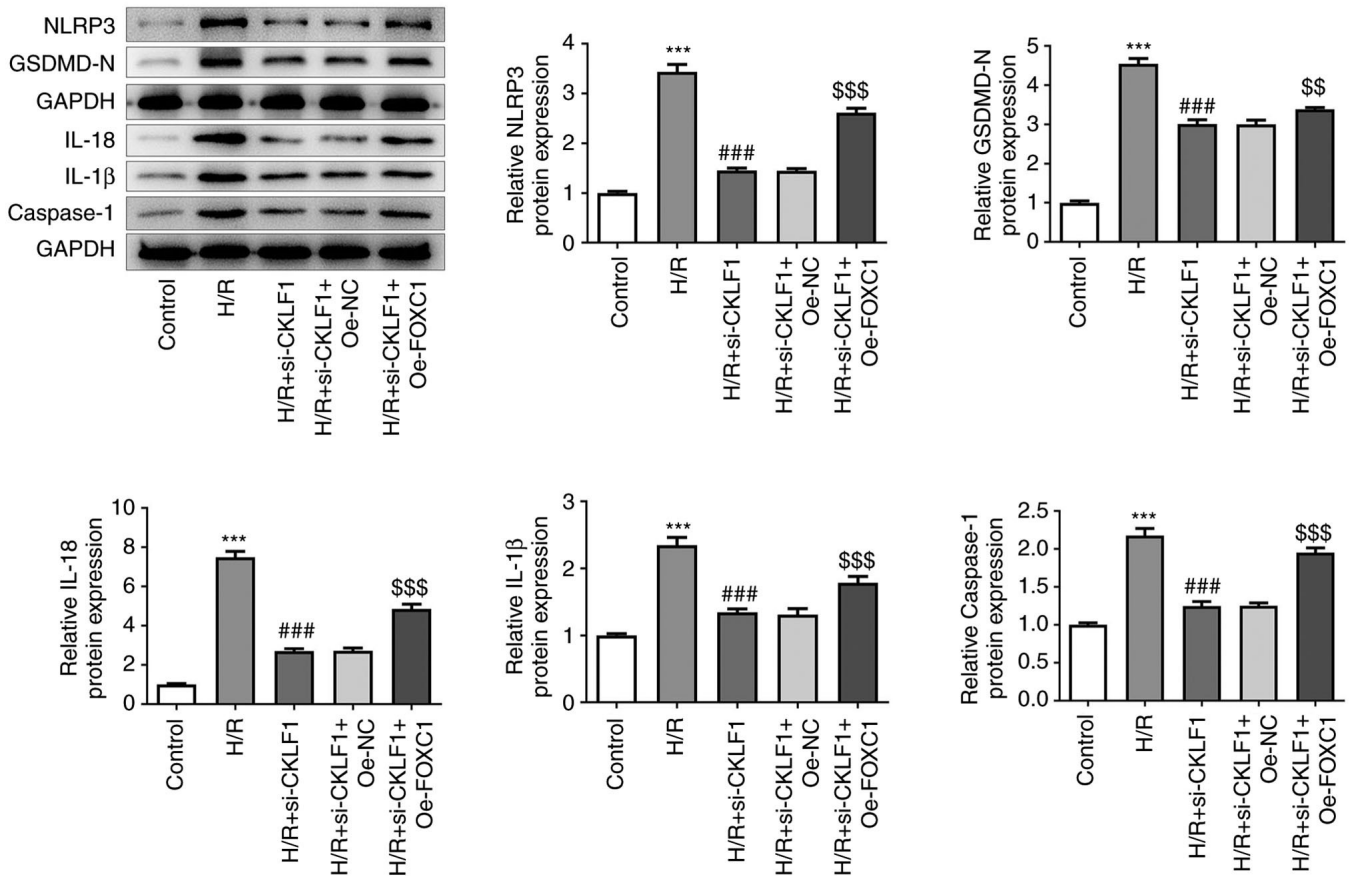 NLRP3
GSDMD-N
GAPDH
IL-18
IL-1β
Caspase-1
GAPDH
Control
H/R
H/R+si-CKLF1
H/R+si-CKLF1+
Oe-NC
H/R+si-CKLF1+
Oe-FOXC1
Relative NLRP3
protein expression
4
3
2
1
0
***
###
$$$
Control
H/R
H/R+si-CKLF1
H/R+si-CKLF1+
Oe-NC
H/R+si-CKLF1+
Oe-FOXC1
Relative GSDMD-N
protein expression
5
4
3
2
1
0
***
###
$$
Control
H/R
H/R+si-CKLF1
H/R+si-CKLF1+
Oe-NC
H/R+si-CKLF1+
Oe-FOXC1
Relative IL-18
protein expression
10
8
6
4
2
0
***
###
$$$
Control
H/R
H/R+si-CKLF1
H/R+si-CKLF1+
Oe-NC
H/R+si-CKLF1+
Oe-FOXC1
Relative IL-1β
protein expression
3
2
1
0
***
###
$$$
Control
H/R
H/R+si-CKLF1
H/R+si-CKLF1+
Oe-NC
H/R+si-CKLF1+
Oe-FOXC1
Relative Caspase-1
protein expression
2.5
2.0
1.5
1.0
0.5
0.0
***
###
$$$
Control
H/R
H/R+si-CKLF1
H/R+si-CKLF1+
Oe-NC
H/R+si-CKLF1+
Oe-FOXC1